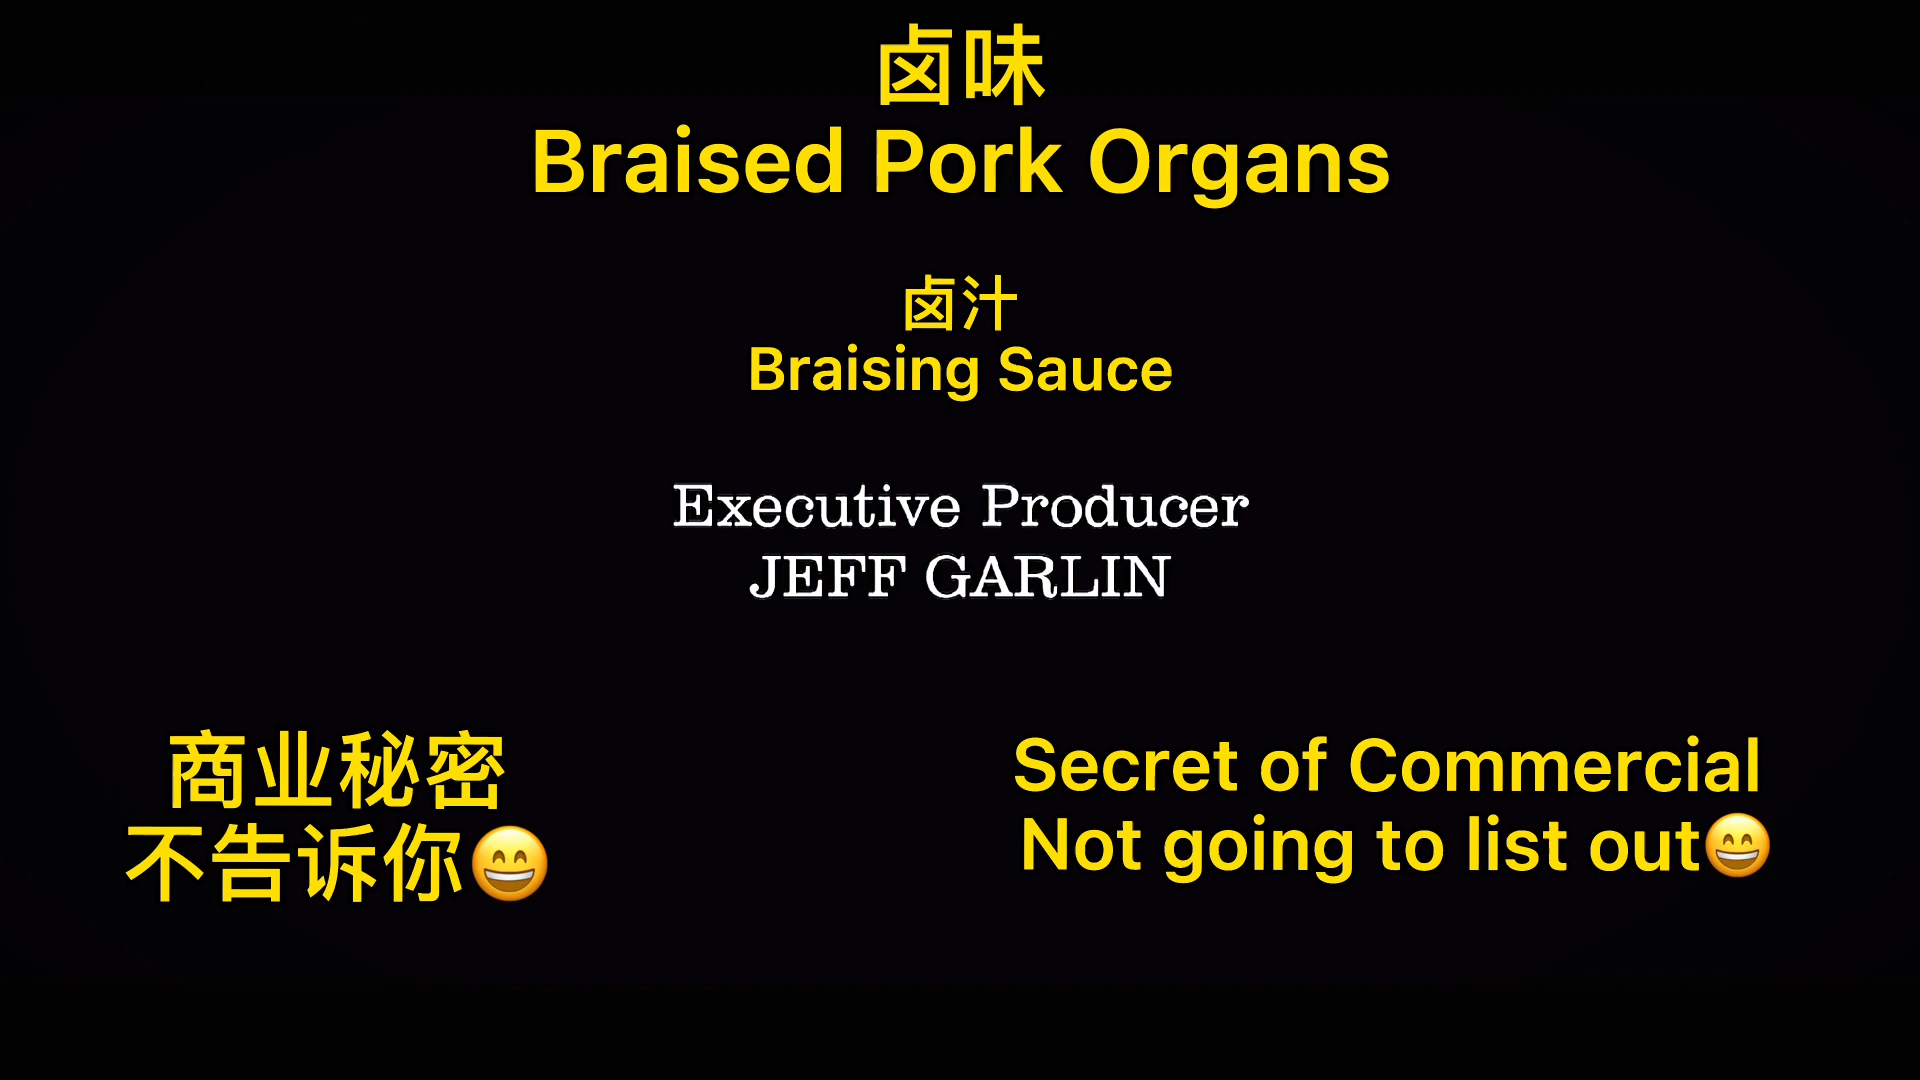 卤味
Braised Pork Organs
卤汁
Braising Sauce
Executive Producer
JEFF GARLIN
商业秘密
不告诉你😄
Secret of Commercial
Not going to list out😄